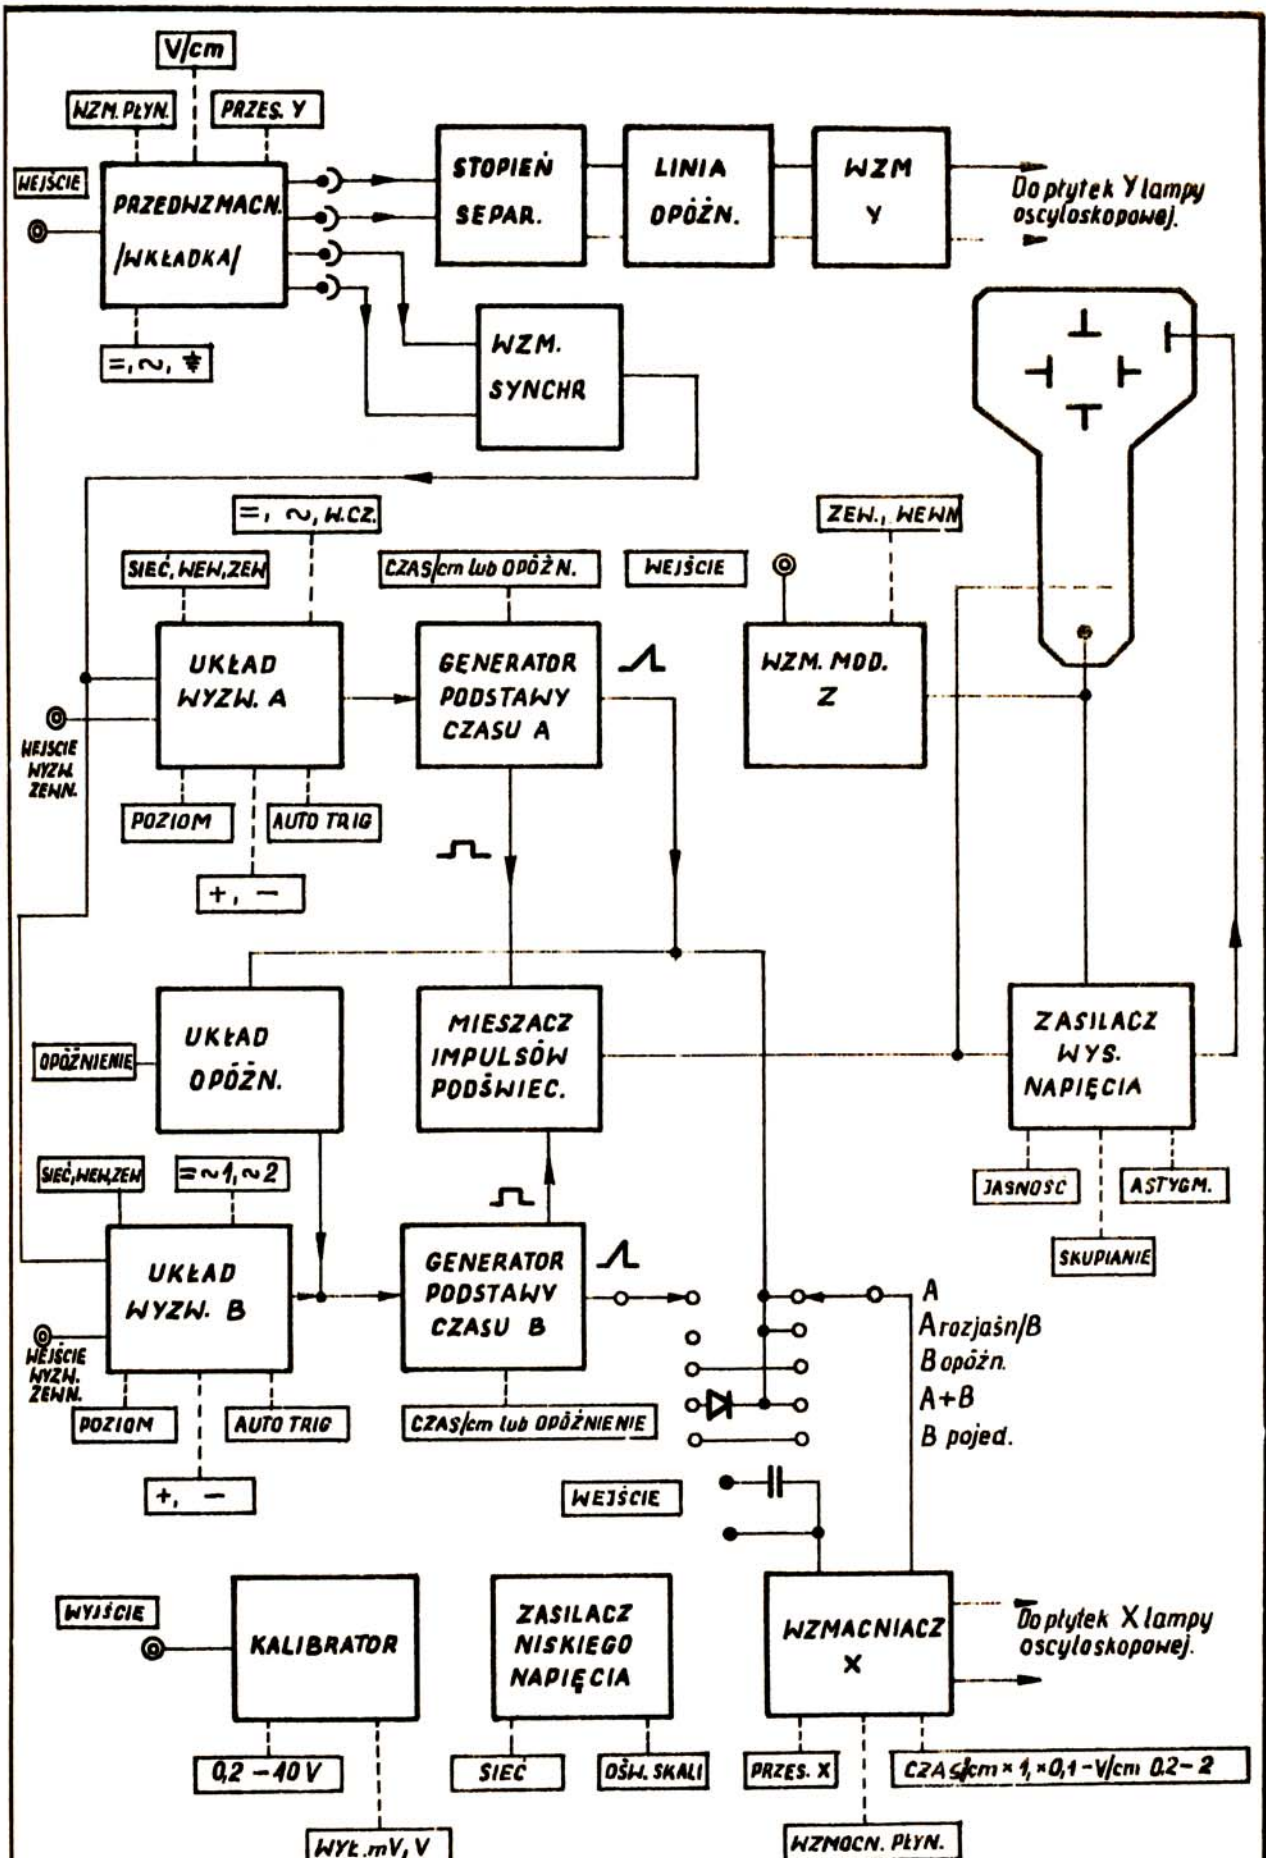 V/cm
WZM. PŁYN.
PRZES. Y
WEJŚCIE
PRZEDWZMACN.
/WKŁADKA/
=, ~,
STOPIEŃ
SEPAR.
LINIA
OPÓŹN.
WZM
Y
Do płytek Y lampy
oscyloskopowej.
WZM.
SYNCHR
=, ~, W.CZ.
SIEĆ, WEW, ZEW
CZAS/cm lub OPÓŹN.
WEJŚCIE
ZEW., WEWN
UKŁAD
WYZW. A
GENERATOR
PODSTAWY
CZASU A
WZM. MOD.
Z
WEJŚCIE
WYZW.
ZEWN.
POZIOM
AUTO TRIG
+, −
UKŁAD
OPÓŹN.
OPÓŹNIENIE
MIESZACZ
IMPULSÓW
PODŚWIEC.
ZASILACZ
WYS.
NAPIĘCIA
JASNOŚĆ
ASTYGM.
SKUPIANIE
SIEĆ, WEW, ZEW
= ~1, ~2
UKŁAD
WYZW. B
GENERATOR
PODSTAWY
CZASU B
WEJŚCIE
WYZW.
ZEWN.
POZIOM
AUTO TRIG
+, −
CZAS/cm lub OPÓŹNIENIE
A
A rozjaśn/B
B opóźn.
A+B
B pojed.
WEJŚCIE
WYJŚCIE
KALIBRATOR
0,2 − 40 V
WYŁ. mV, V
ZASILACZ
NISKIEGO
NAPIĘCIA
SIEĆ
OŚW. SKALI
WZMACNIACZ
X
Do płytek X lampy
oscyloskopowej.
PRZES. X
CZAS/cm × 1, × 0,1 − V/cm 0,2 − 2
WZMOCN. PŁYN.